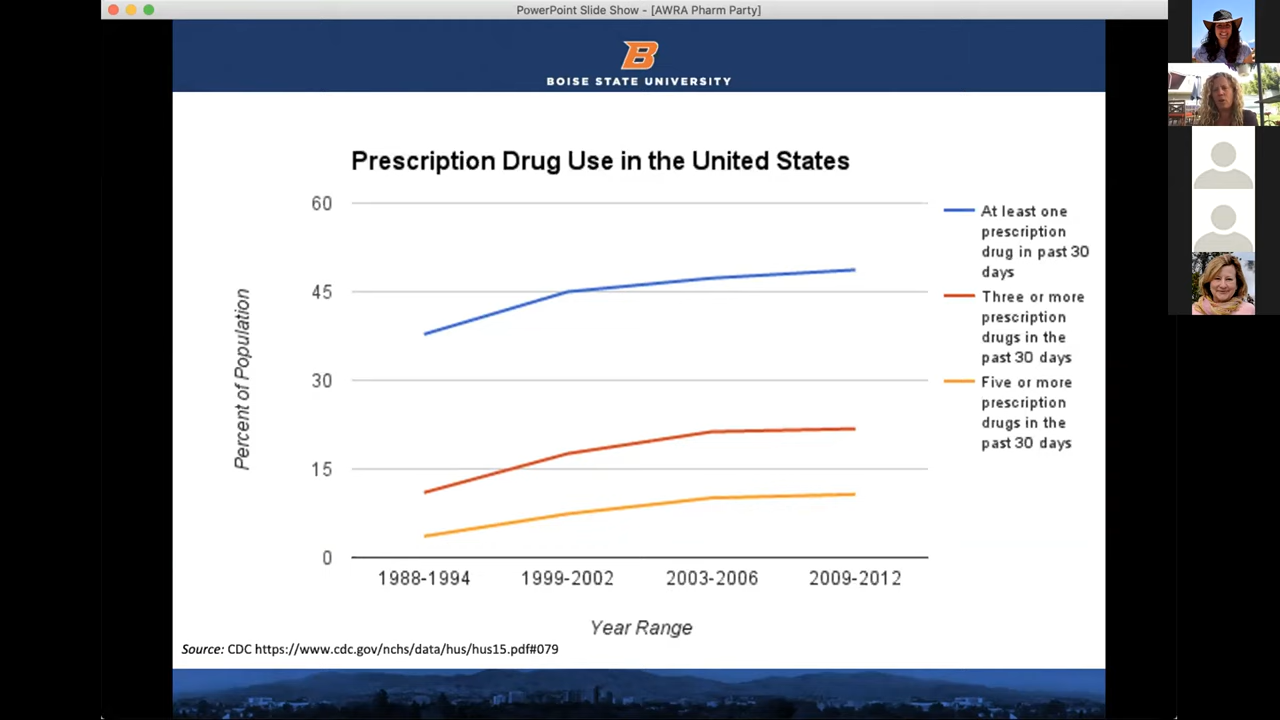 PowerPoint Slide Show - [AWRA Pharm Party]
B
BOISE STATE UNIVERSITY
Prescription Drug Use in the United States
60
45
30
15
0
Percent of Population
1988-1994
1999-2002
2003-2006
2009-2012
Year Range
At least one
prescription
drug in past 30
days
Three or more
prescription
drugs in the
past 30 days
Five or more
prescription
drugs in the
past 30 days
Source: CDC https://www.cdc.gov/nchs/data/hus/hus15.pdf#079